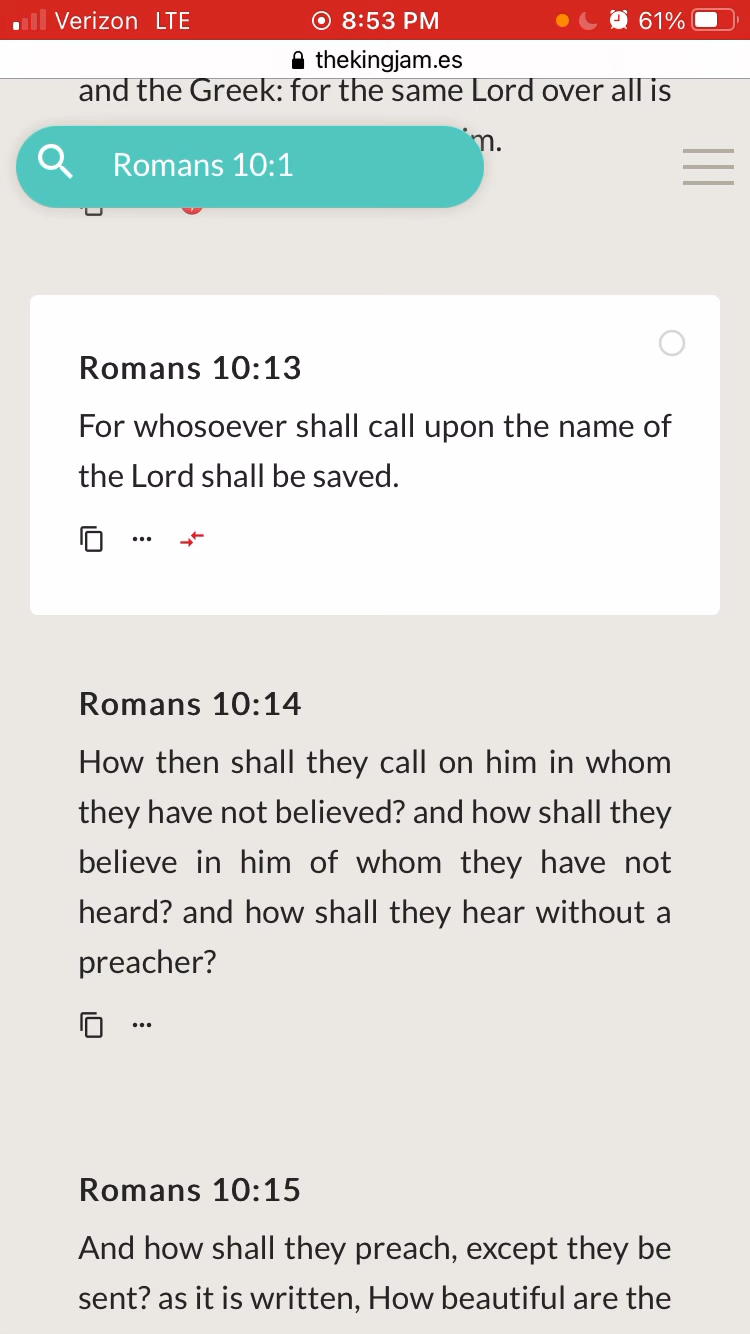 Verizon LTE 8:53 PM 61%
thekingjam.es
and the Greek: for the same Lord over all is
Romans 10:1
Romans 10:13
For whosoever shall call upon the name of
the Lord shall be saved.
Romans 10:14
How then shall they call on him in whom
they have not believed? and how shall they
believe in him of whom they have not
heard? and how shall they hear without a
preacher?
Romans 10:15
And how shall they preach, except they be
sent? as it is written, How beautiful are the